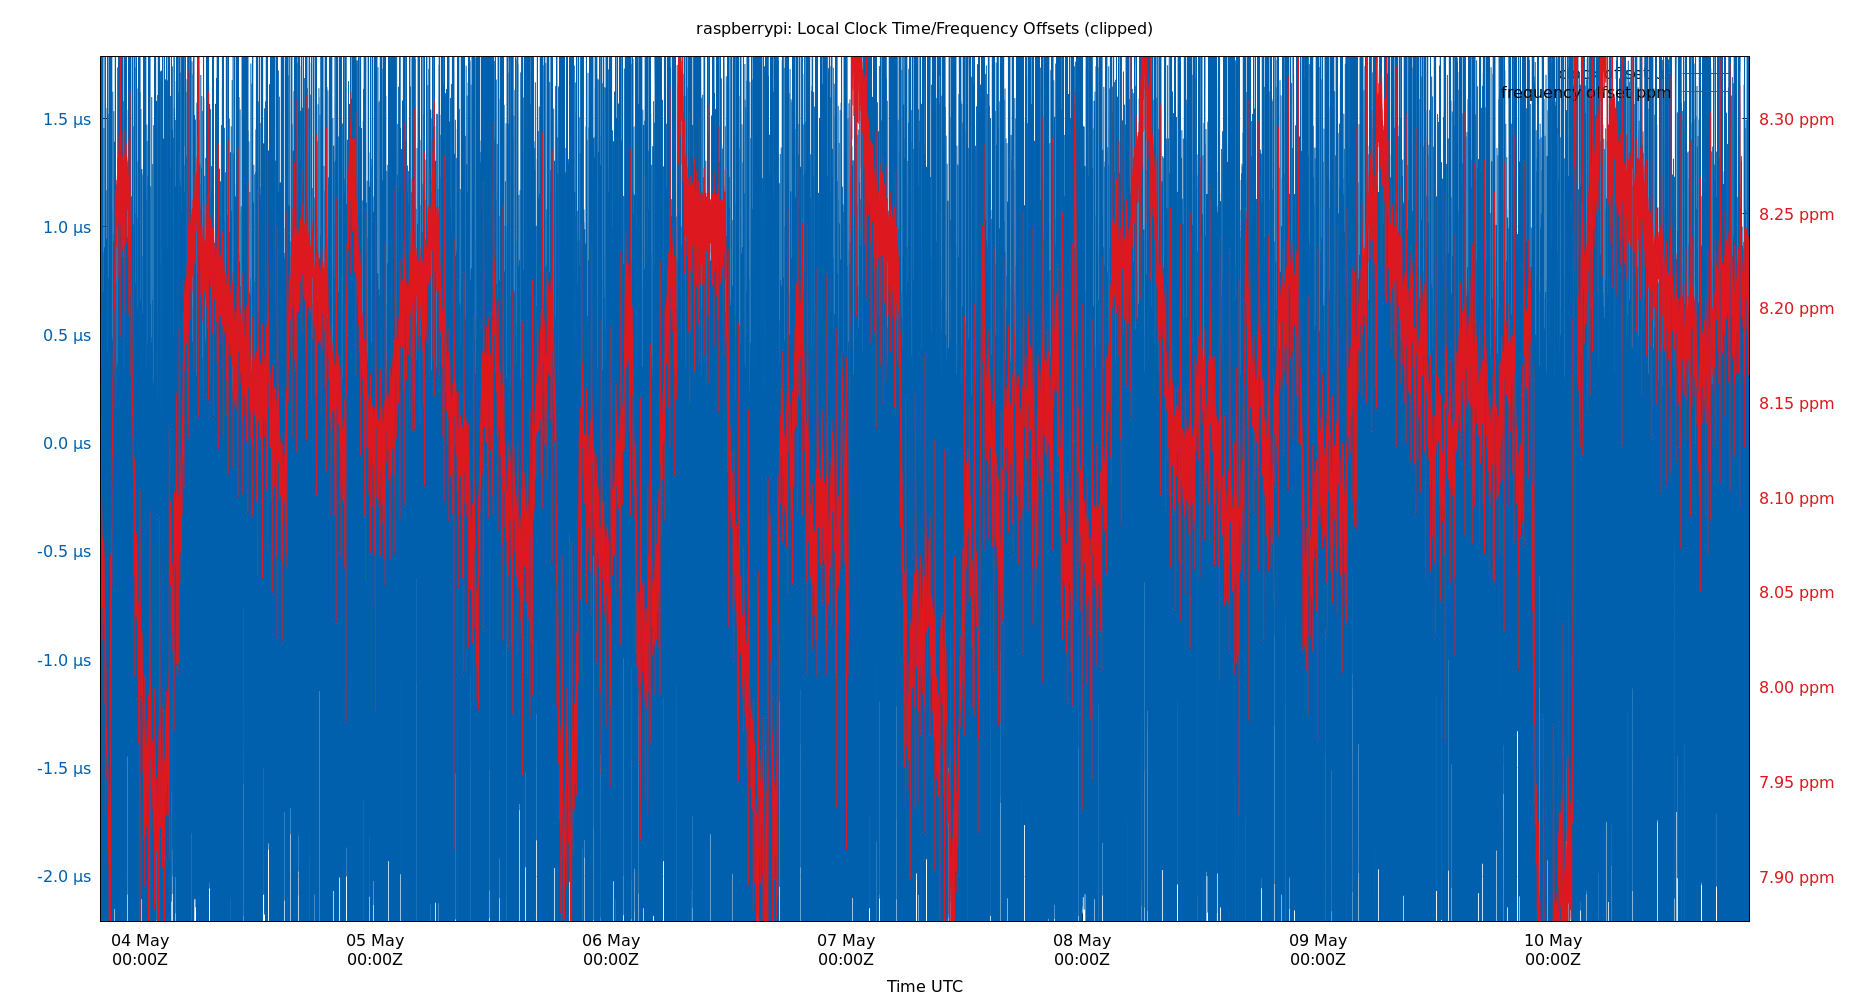 raspberrypi: Local Clock Time/Frequency Offsets (clipped)
frequency offset ppm
1.5 µs
8.30 ppm
8.25 ppm
1.0 µs
8.20 ppm
0.5 µs
8.15 ppm
0.0 µs
8.10 ppm
-0.5 µs
8.05 ppm
-1.0 µs
8.00 ppm
-1.5 µs
7.95 ppm
-2.0 µs
7.90 ppm
04 May 05 May 06 May 07 May 08 May 09 May 10 May
00:00Z 00:00Z 00:00Z 00:00Z 00:00Z 00:00Z 00:00Z
Time UTC